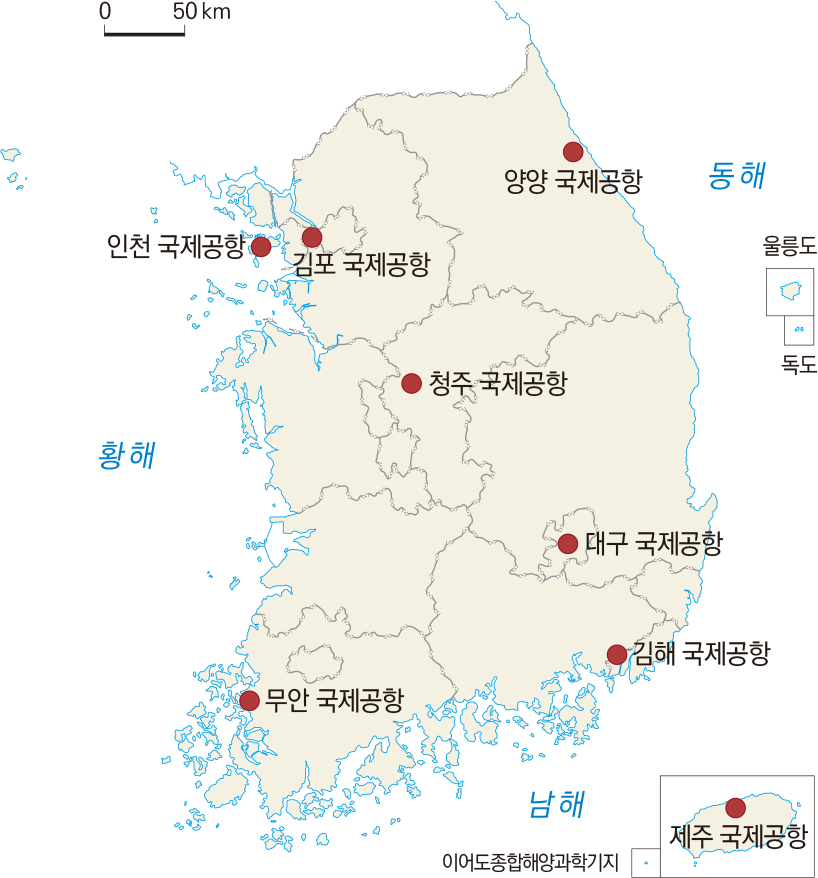 0 50 km
양양 국제공항
동해
인천 국제공항
김포 국제공항
울릉도
독도
청주 국제공항
황해
대구 국제공항
김해 국제공항
무안 국제공항
남해
제주 국제공항
이어도종합해양과학기지